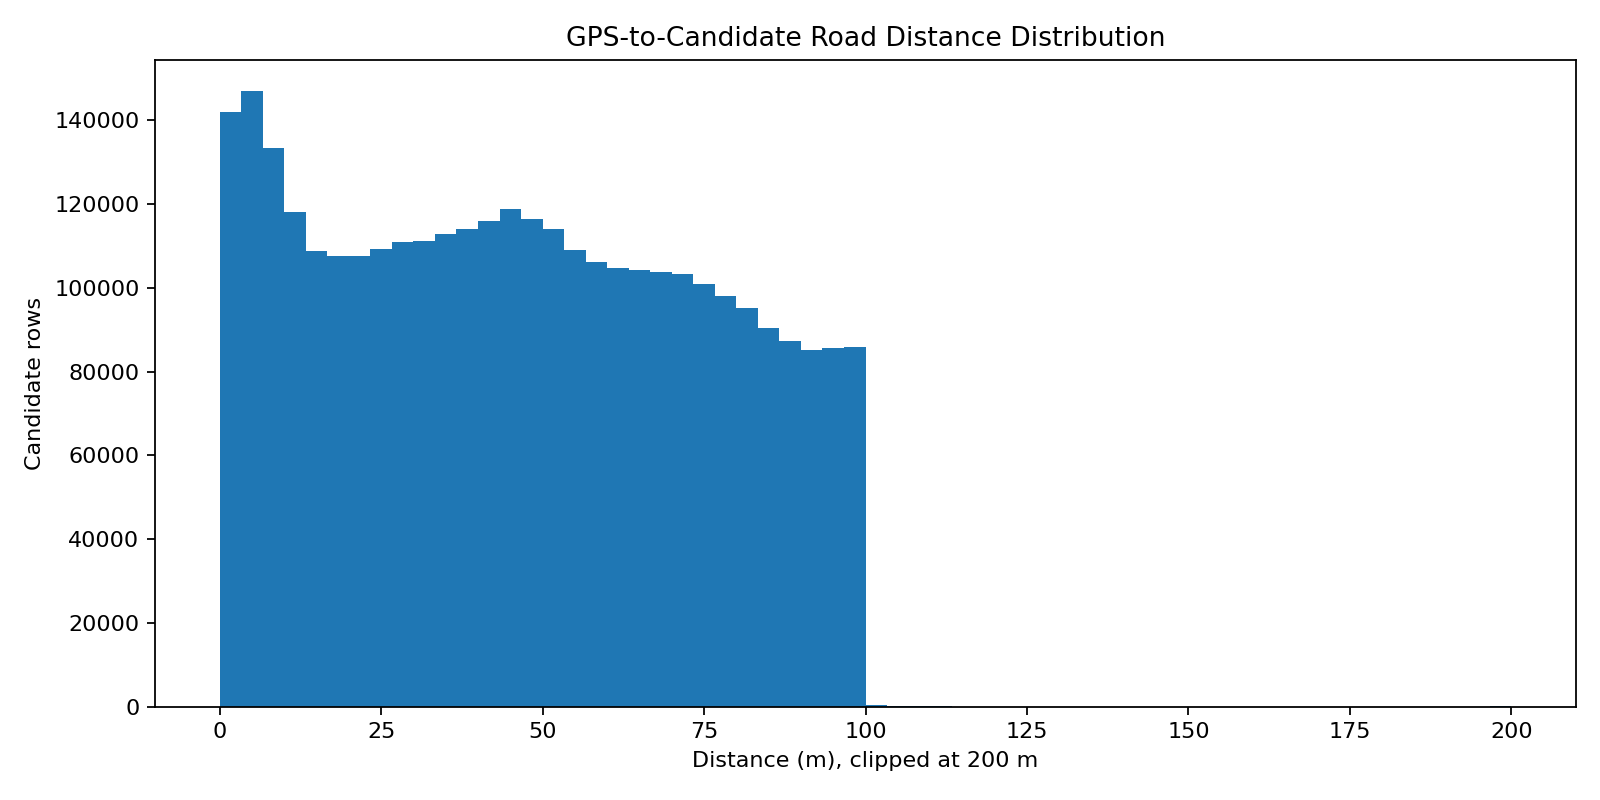 GPS-to-Candidate Road Distance Distribution
140000
120000
100000
80000
60000
40000
20000
0
Candidate rows
0 25 50 75 100 125 150 175 200
Distance (m), clipped at 200 m